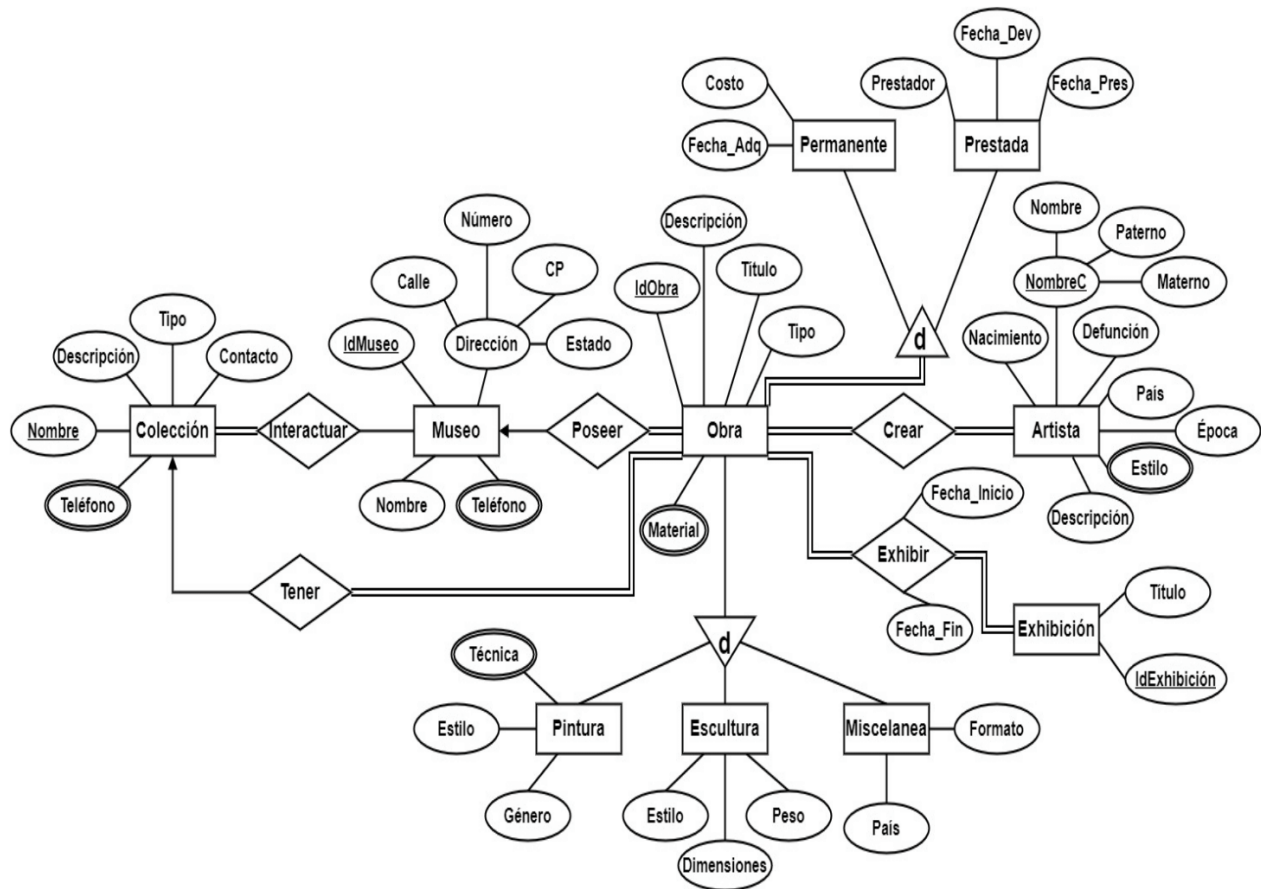 Fecha_Dev
Costo
Prestador
Fecha_Pres
Fecha_Adq
Permanente
Prestada
Número
Descripción
Nombre
Paterno
Calle
CP
IdObra
Título
NombreC
Materno
Tipo
IdMuseo
Dirección
Estado
Tipo
d
Nacimiento
Defunción
Descripción
Contacto
País
Nombre
Colección
Interactuar
Museo
Poseer
Obra
Crear
Artista
Época
Estilo
Teléfono
Nombre
Teléfono
Material
Fecha_Inicio
Descripción
Exhibir
Tener
Título
Fecha_Fin
Exhibición
d
Técnica
IdExhibición
Estilo
Pintura
Escultura
Miscelanea
Formato
Género
Estilo
Peso
País
Dimensiones